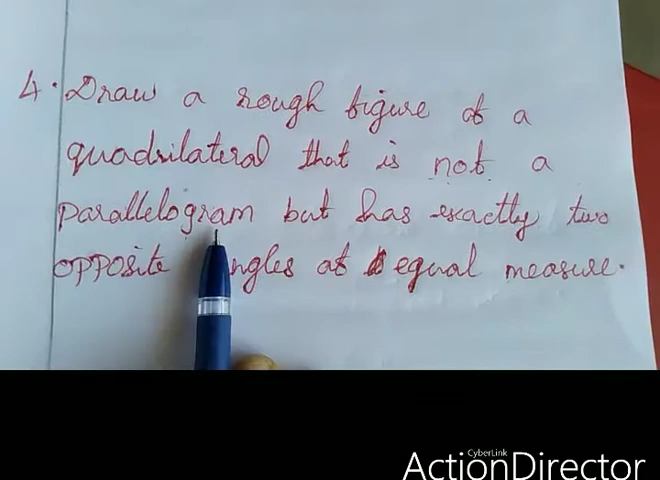 4. Draw a rough figure of a
quadrilateral that is not a
parallelogram but has exactly two
opposite ngles of equal measure.
CyberLink
ActionDirector